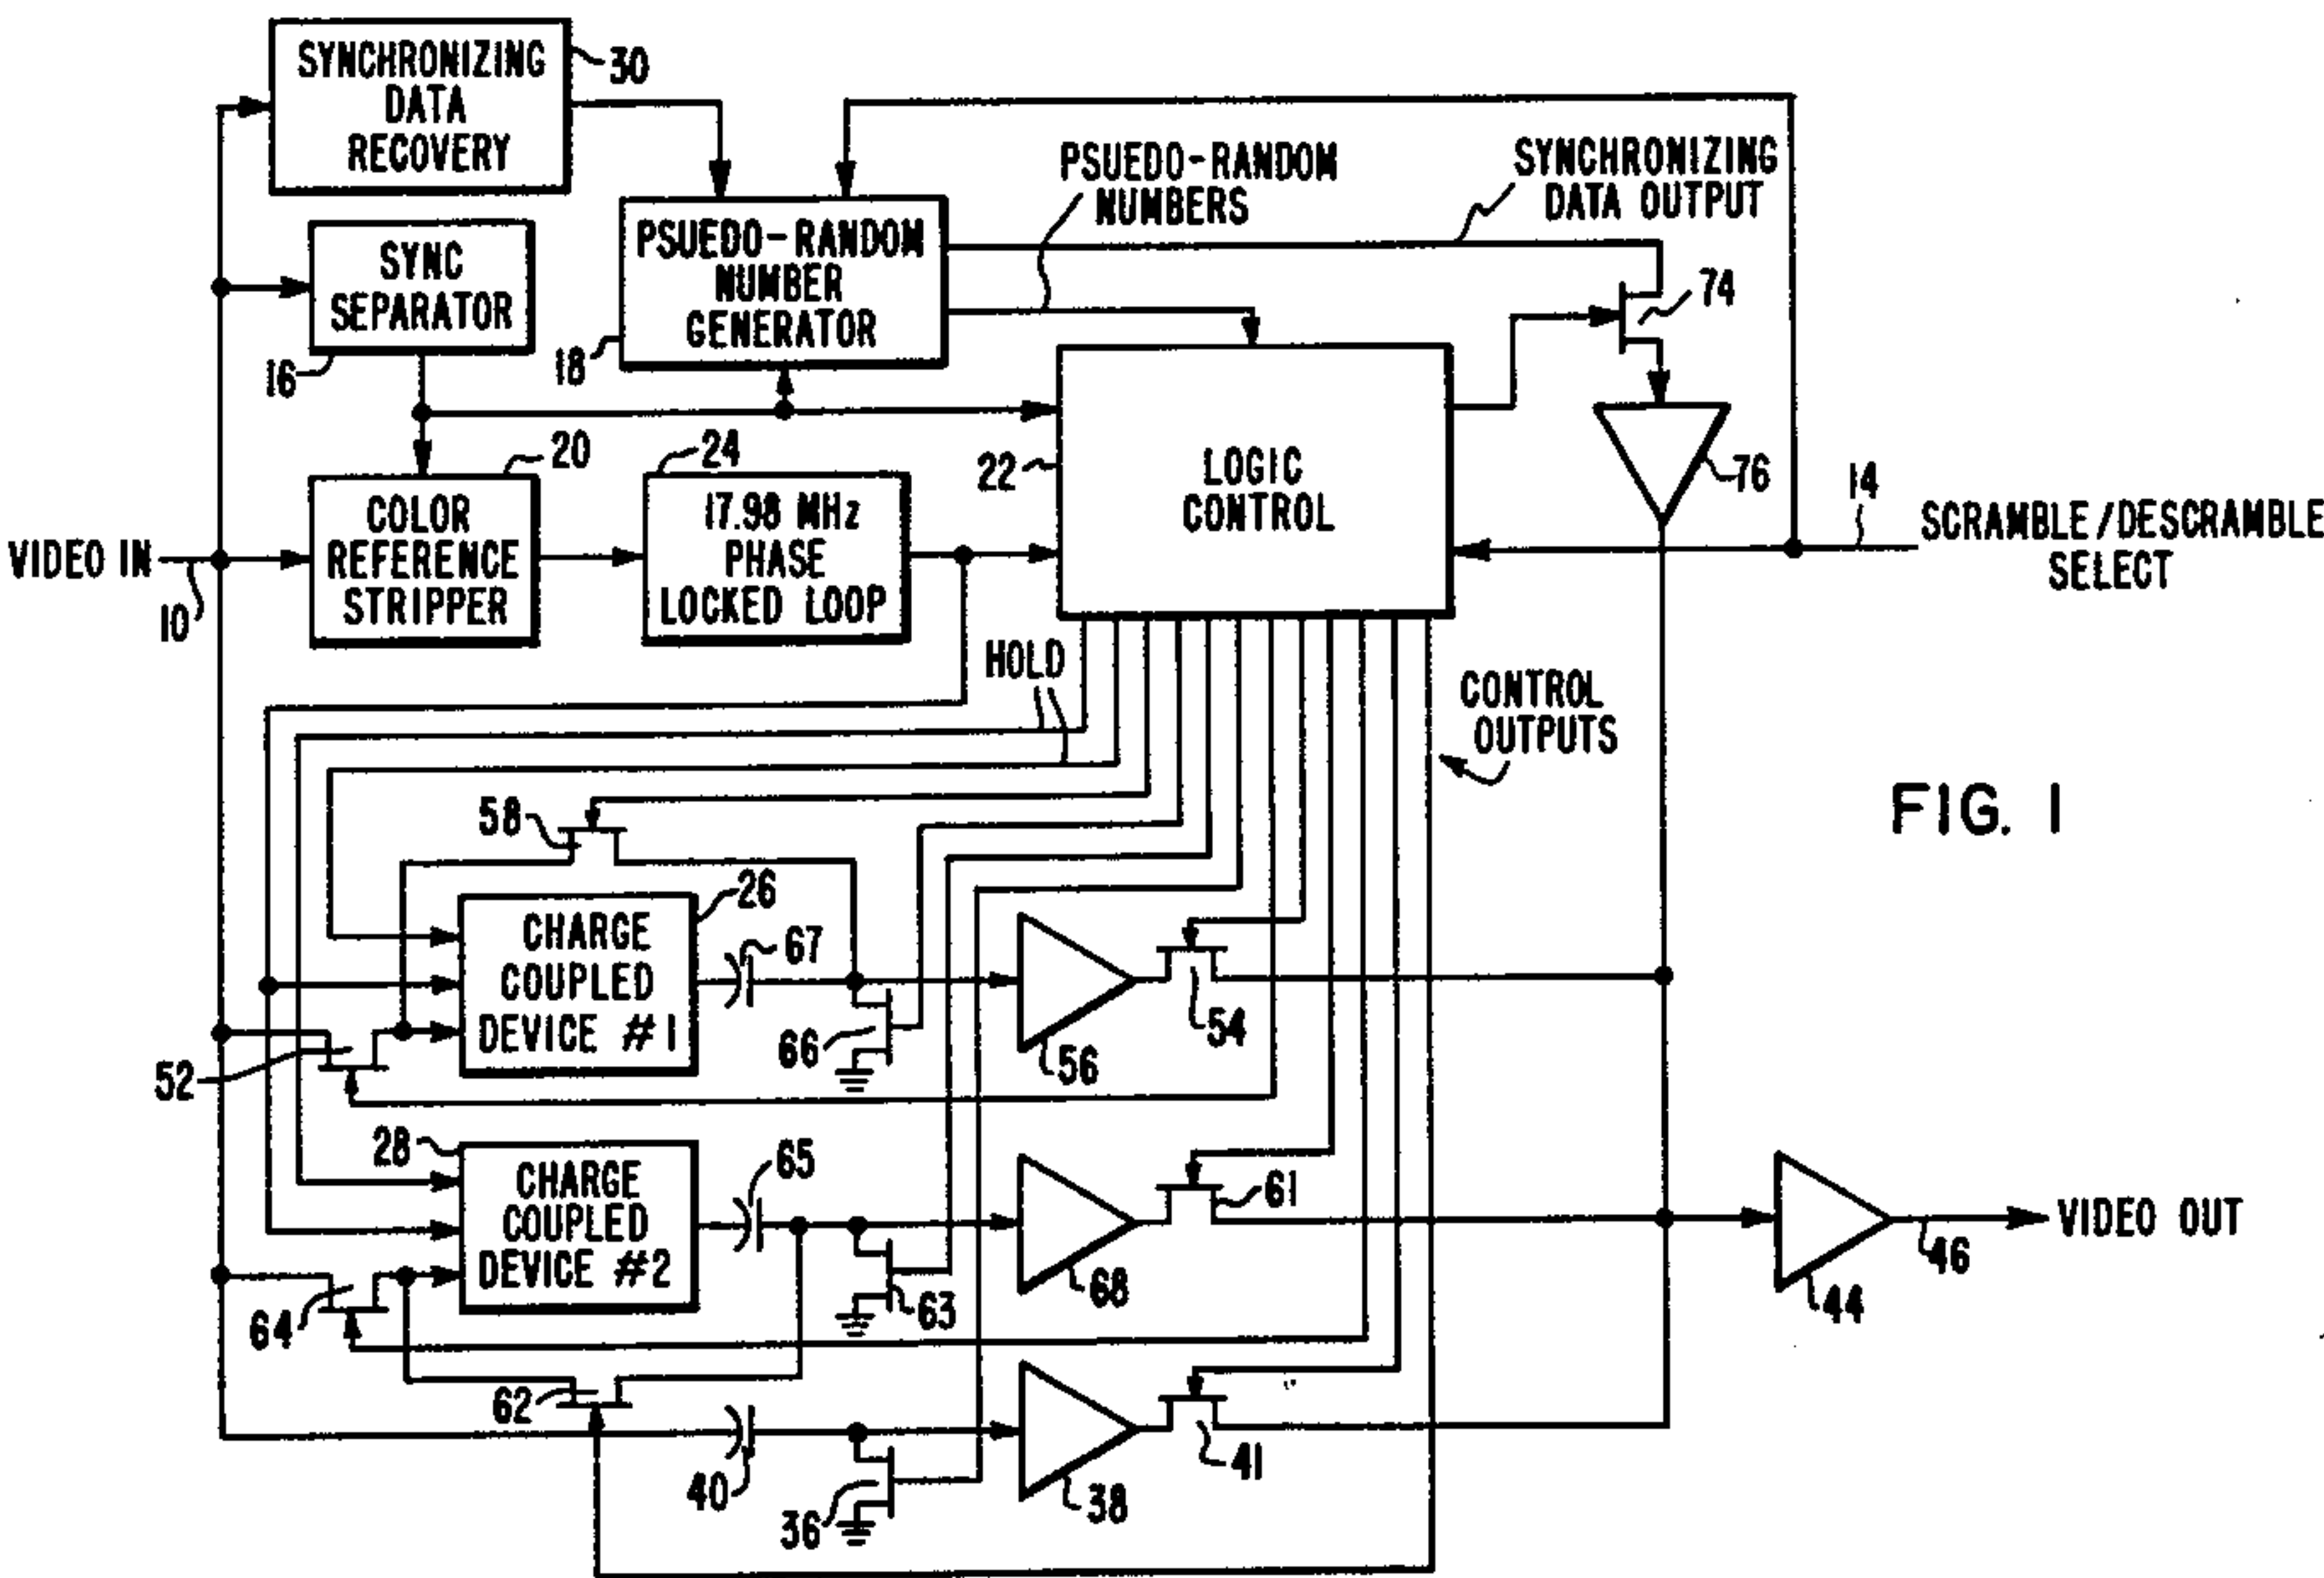 SYNCHRONIZING
DATA
RECOVERY
30
SYNC
SEPARATOR
16
PSUEDO-RANDOM
NUMBER
GENERATOR
18
PSUEDO-RANDOM
NUMBERS
SYNCHRONIZING
DATA OUTPUT
74
76
COLOR
REFERENCE
STRIPPER
20
17.98 MHz
PHASE
LOCKED LOOP
24
LOGIC
CONTROL
22
14
SCRAMBLE/DESCRAMBLE
SELECT
VIDEO IN
10
HOLD
CONTROL
OUTPUTS
FIG. 1
58
CHARGE
COUPLED
DEVICE #1
26
67
66
56
54
52
28
CHARGE
COUPLED
DEVICE #2
65
63
68
61
64
62
40
36
38
41
44
46
VIDEO OUT